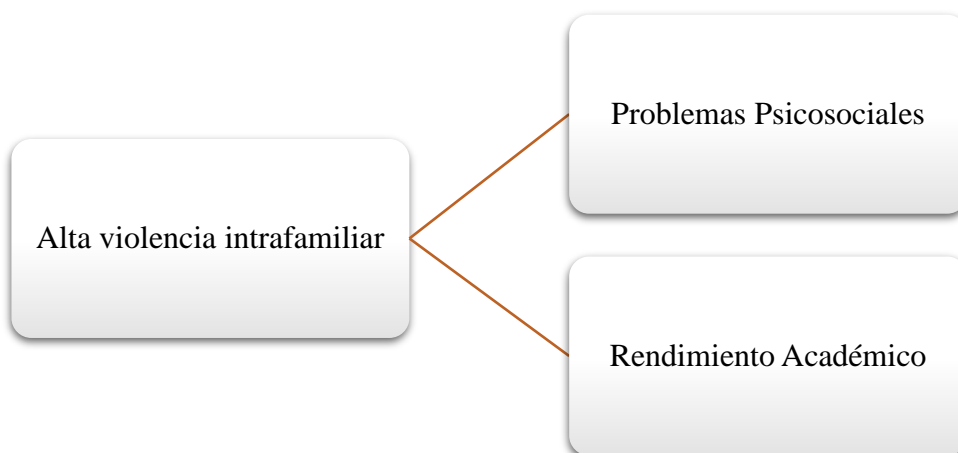 Problemas Psicosociales
Alta violencia intrafamiliar
Rendimiento Académico